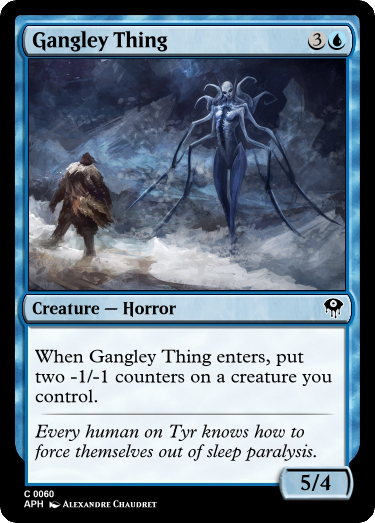 Gangley Thing 3
Creature — Horror
When Gangley Thing enters, put
two -1/-1 counters on a creature you
control.
Every human on Tyr knows how to
force themselves out of sleep paralysis.
5/4
C 0060
APH Alexandre Chaudret